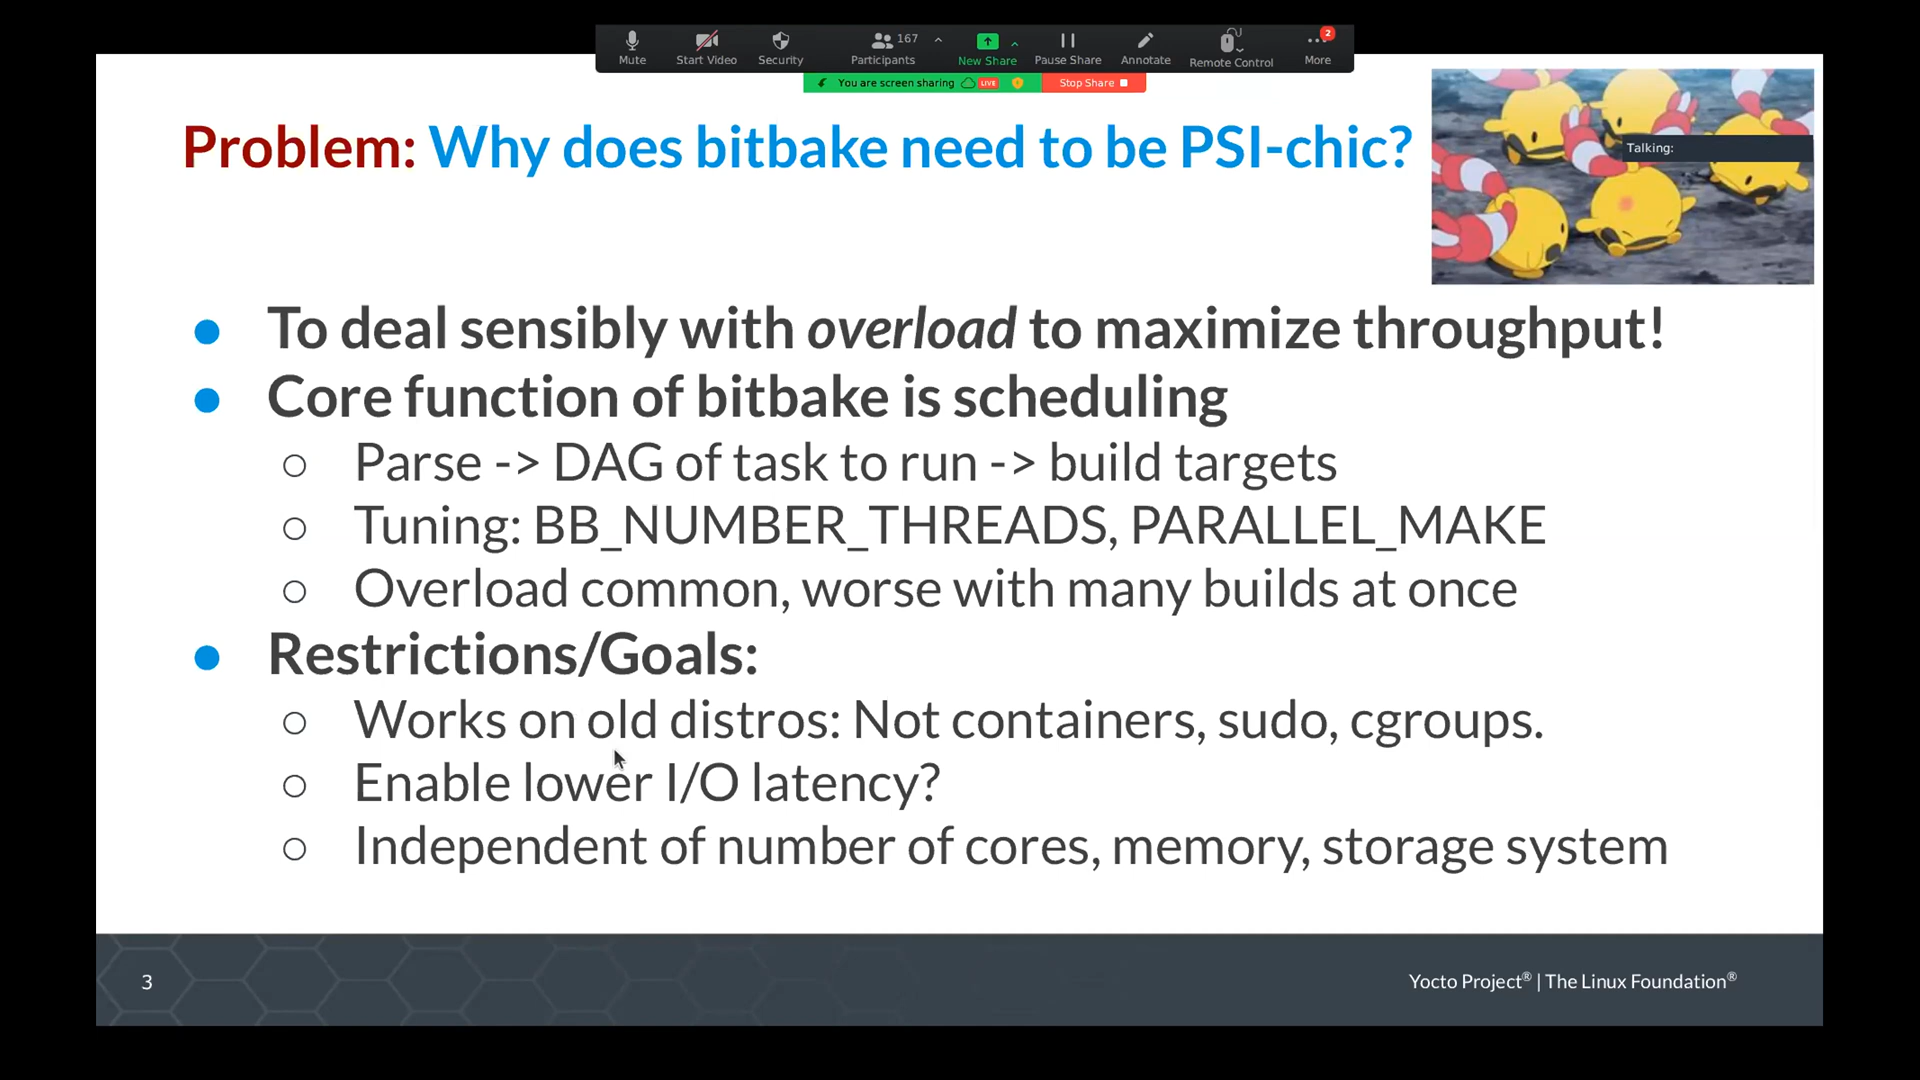 Mute
Start Video
Security
Participants
167
New Share
Pause Share
Annotate
Remote Control
More
2
You are screen sharing
LIVE
Stop Share
Talking:
Problem: Why does bitbake need to be PSI-chic?
● To deal sensibly with overload to maximize throughput!
● Core function of bitbake is scheduling
○ Parse -> DAG of task to run -> build targets
○ Tuning: BB_NUMBER_THREADS, PARALLEL_MAKE
○ Overload common, worse with many builds at once
● Restrictions/Goals:
○ Works on old distros: Not containers, sudo, cgroups.
○ Enable lower I/O latency?
○ Independent of number of cores, memory, storage system
3
Yocto Project® | The Linux Foundation®